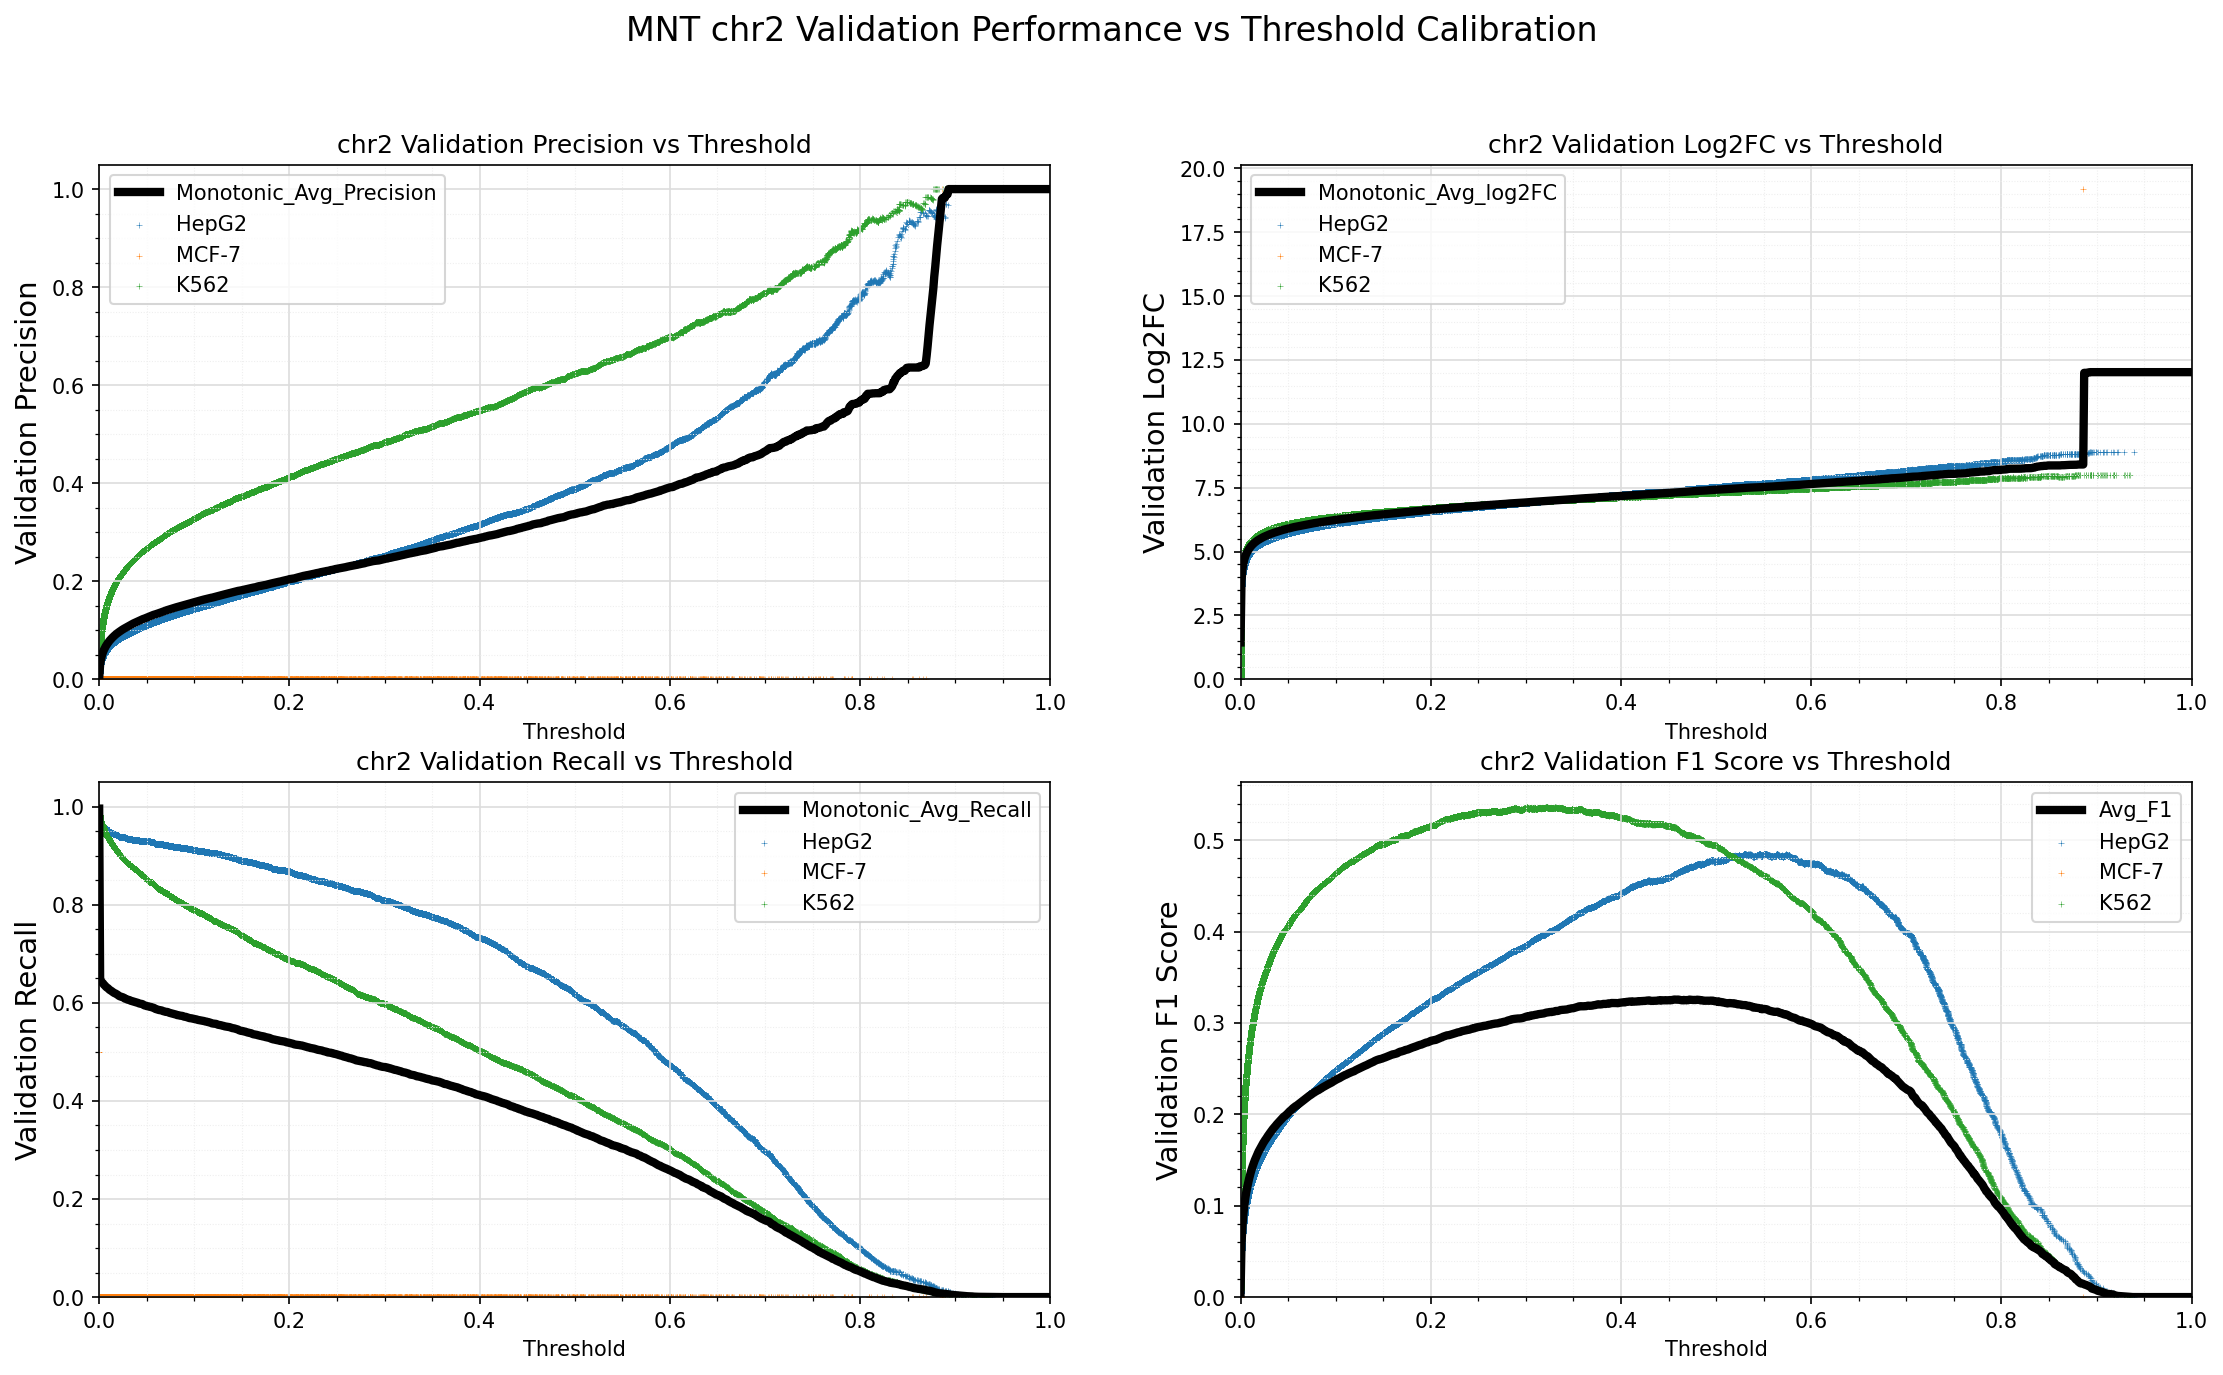 MNT chr2 Validation Performance vs Threshold Calibration
chr2 Validation Precision vs Threshold
Validation Precision
1.0
0.8
0.6
0.4
0.2
0.0
Monotonic_Avg_Precision
HepG2
MCF-7
K562
0.0 0.2 0.4 0.6 0.8 1.0
Threshold
chr2 Validation Log2FC vs Threshold
Validation Log2FC
20.0
17.5
15.0
12.5
10.0
7.5
5.0
2.5
0.0
Monotonic_Avg_log2FC
HepG2
MCF-7
K562
0.0 0.2 0.4 0.6 0.8 1.0
Threshold
chr2 Validation Recall vs Threshold
Validation Recall
1.0
0.8
0.6
0.4
0.2
0.0
Monotonic_Avg_Recall
HepG2
MCF-7
K562
0.0 0.2 0.4 0.6 0.8 1.0
Threshold
chr2 Validation F1 Score vs Threshold
Validation F1 Score
0.5
0.4
0.3
0.2
0.1
0.0
Avg_F1
HepG2
MCF-7
K562
0.0 0.2 0.4 0.6 0.8 1.0
Threshold